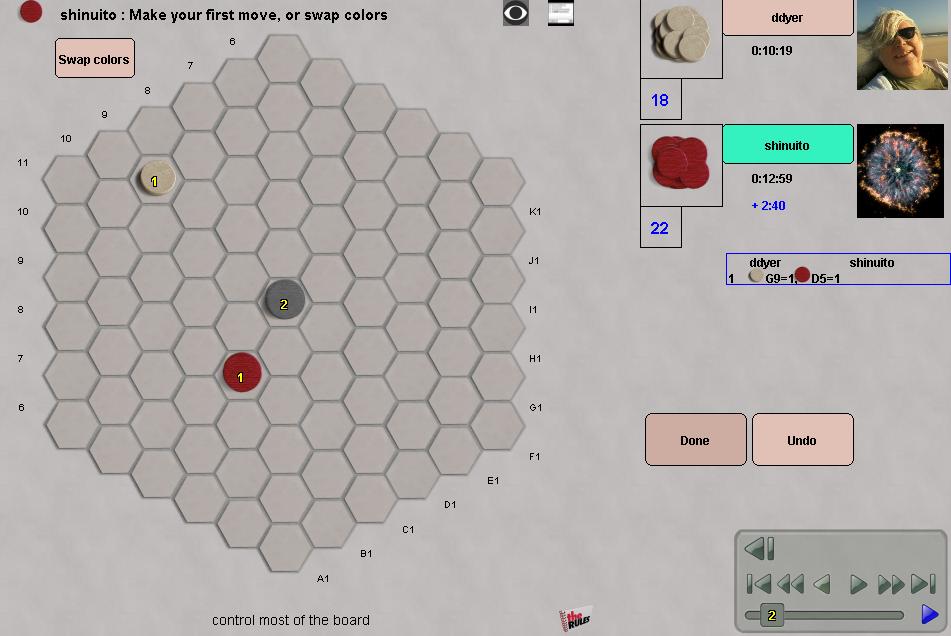 shinuito : Make your first move, or swap colors
Swap colors
6
7
8
9
10
11
10
9
8
7
6
K1
J1
I1
H1
G1
F1
E1
D1
C1
B1
A1
1
2
1
control most of the board
the
RULES
ddyer
0:10:19
18
shinuito
0:12:59
+ 2:40
22
ddyer shinuito
1 G9=1, D5=1
Done Undo
2